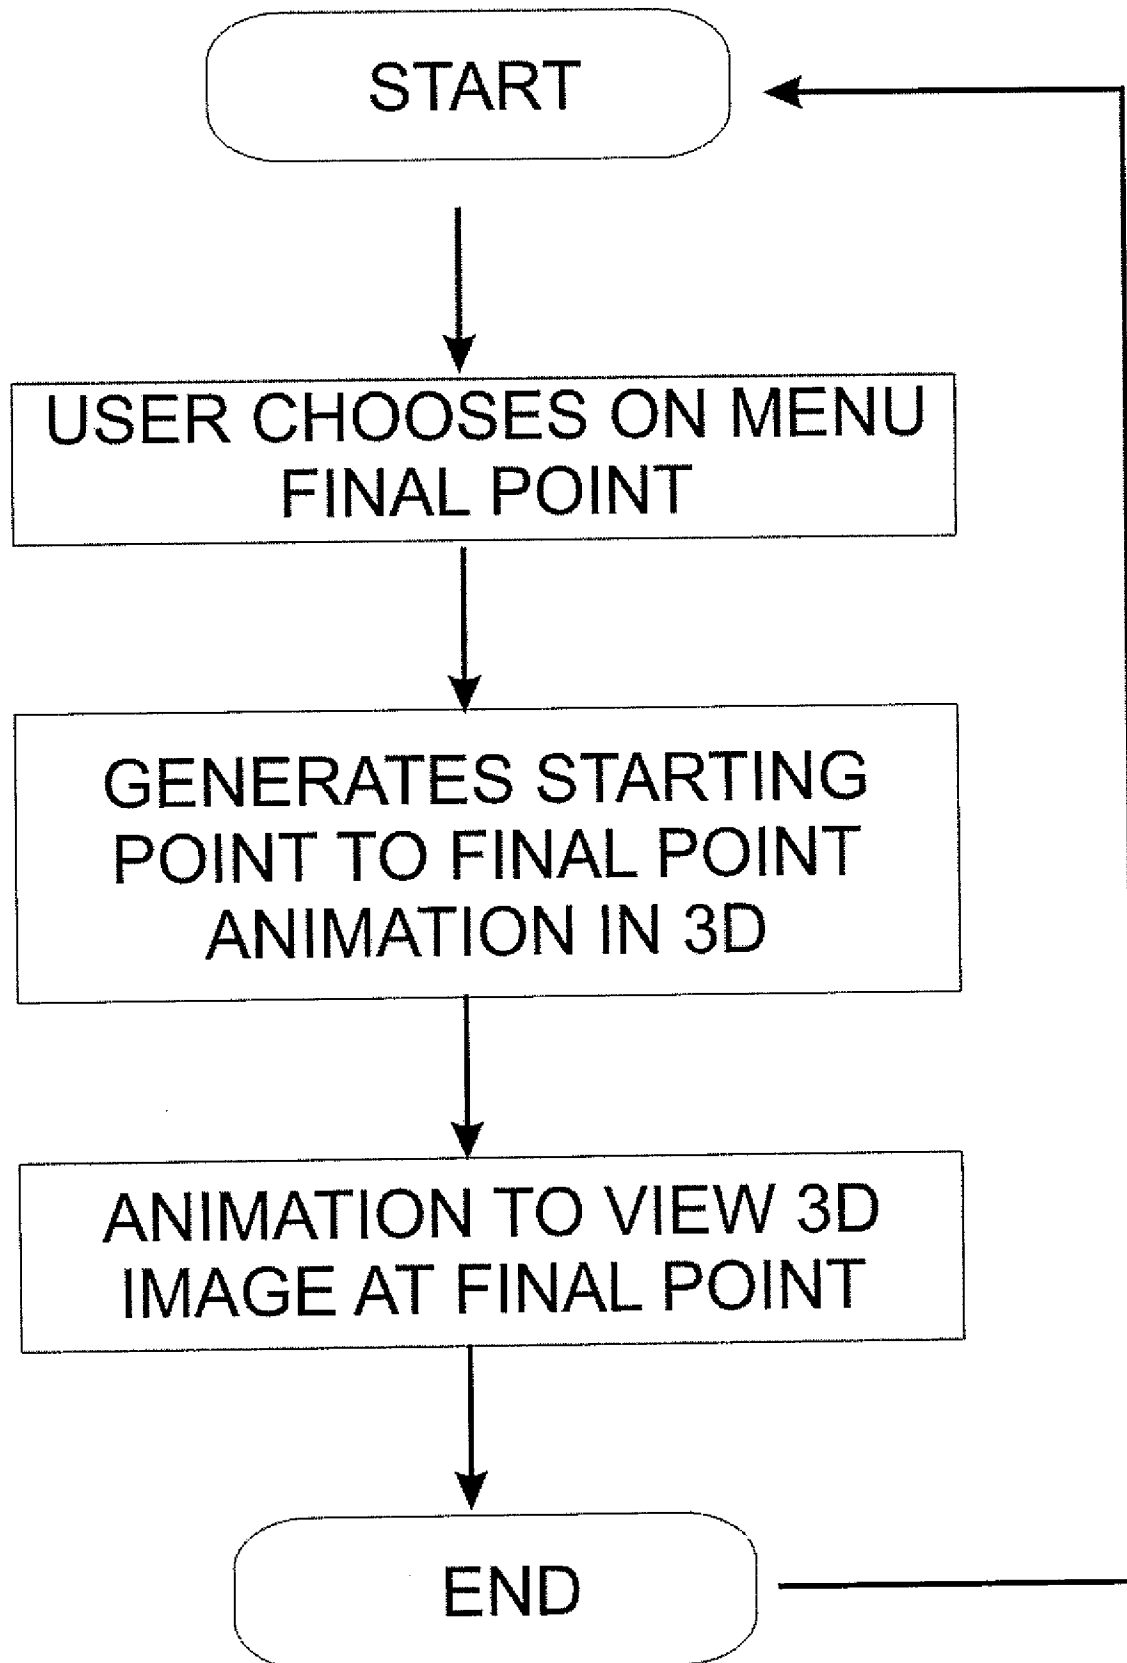 START
USER CHOOSES ON MENU
FINAL POINT
GENERATES STARTING
POINT TO FINAL POINT
ANIMATION IN 3D
ANIMATION TO VIEW 3D
IMAGE AT FINAL POINT
END